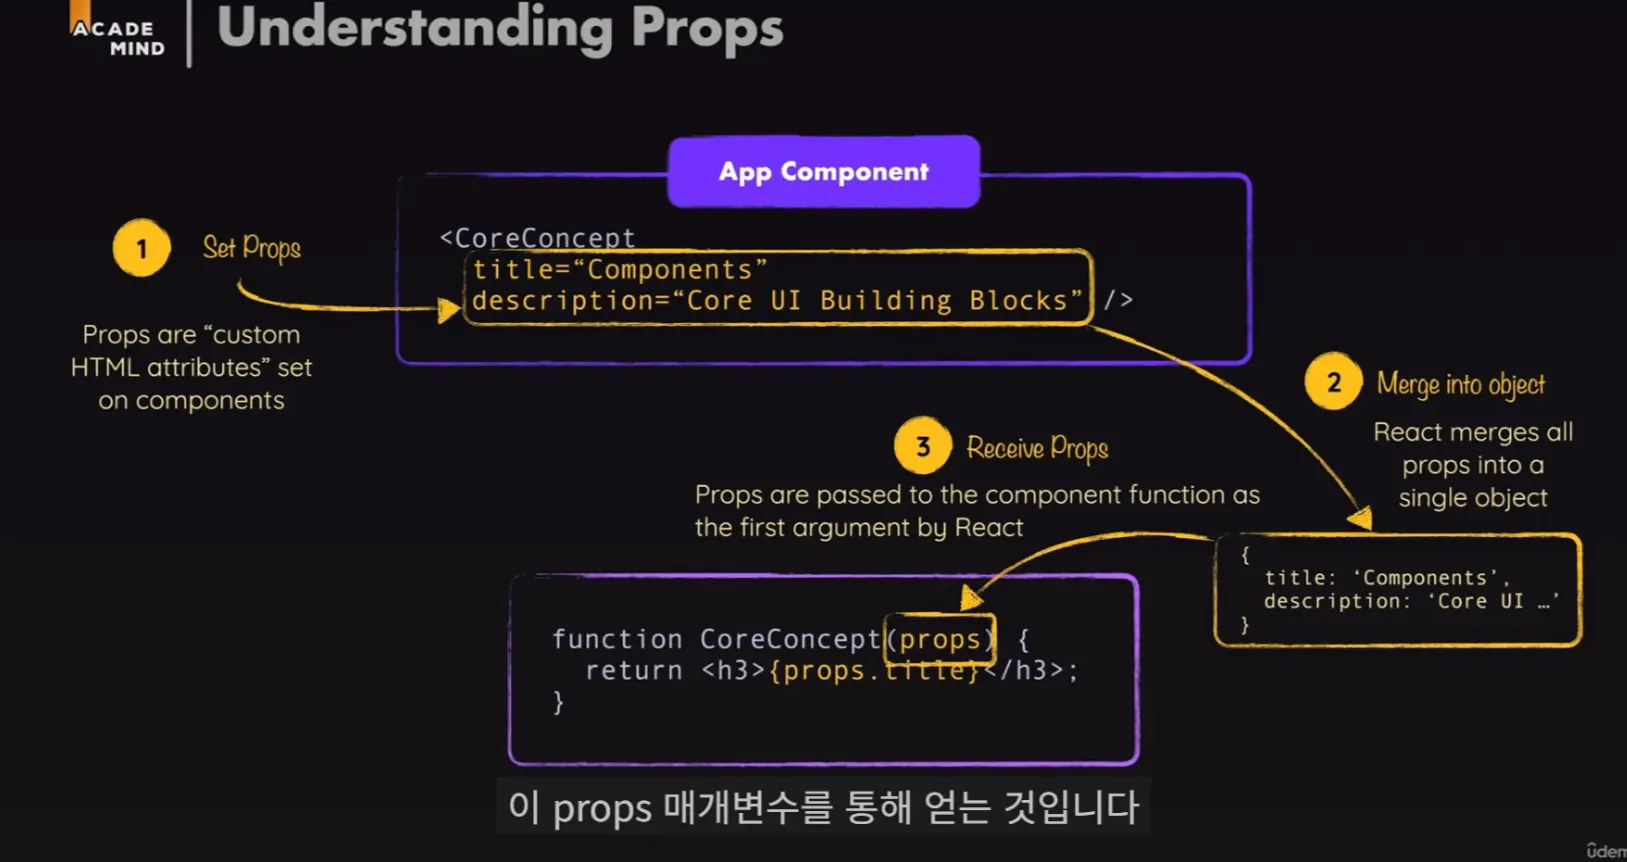 ACADE
MIND
Understanding Props
App Component
1
Set Props
Props are “custom
HTML attributes” set
on components
<CoreConcept
title=“Components”
description=“Core UI Building Blocks” />
2
Merge into object
React merges all
props into a
single object
{
title: ‘Components’,
description: ‘Core UI …’
}
3
Receive Props
Props are passed to the component function as
the first argument by React
function CoreConcept(props) {
return <h3>{props.title}</h3>;
}
이 props 매개변수를 통해 얻는 것입니다